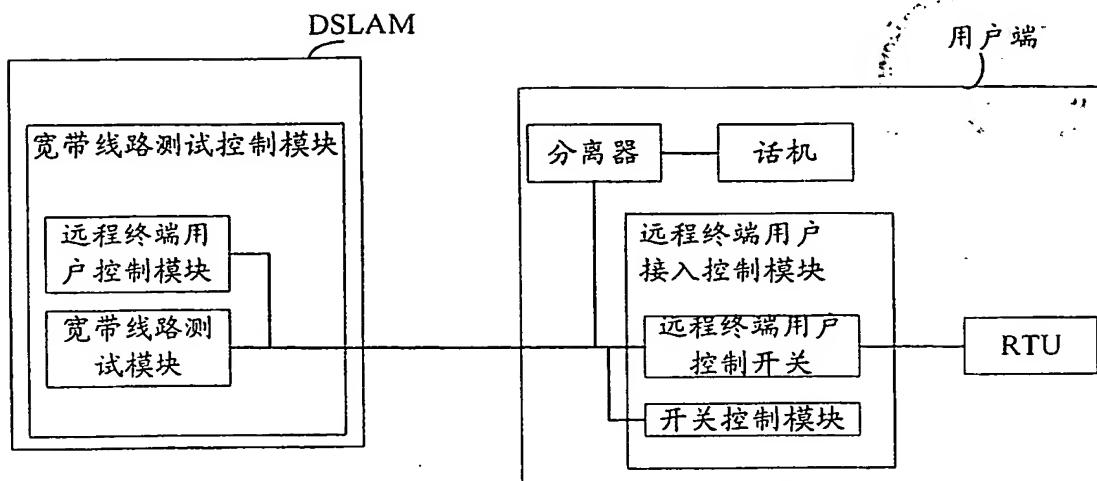 DSLAM
用户端
宽带线路测试控制模块
分离器
话机
远程终端用
户控制模块
远程终端用户
接入控制模块
宽带线路测
试模块
远程终端用户
控制开关
RTU
开关控制模块